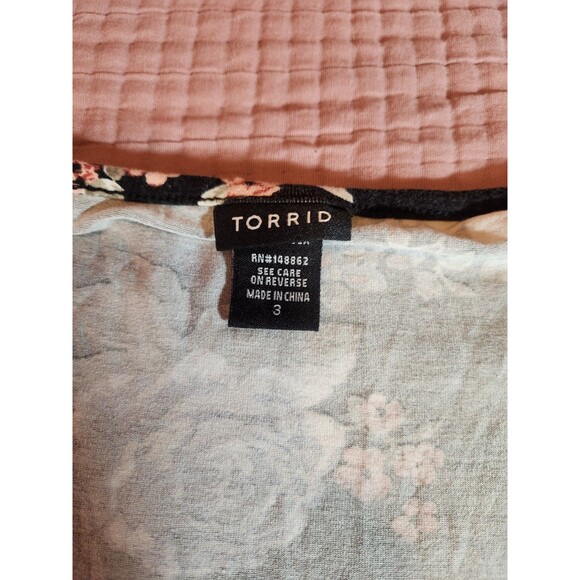 TORRID
RN#148862
SEE CARE
ON REVERSE
MADE IN CHINA
3